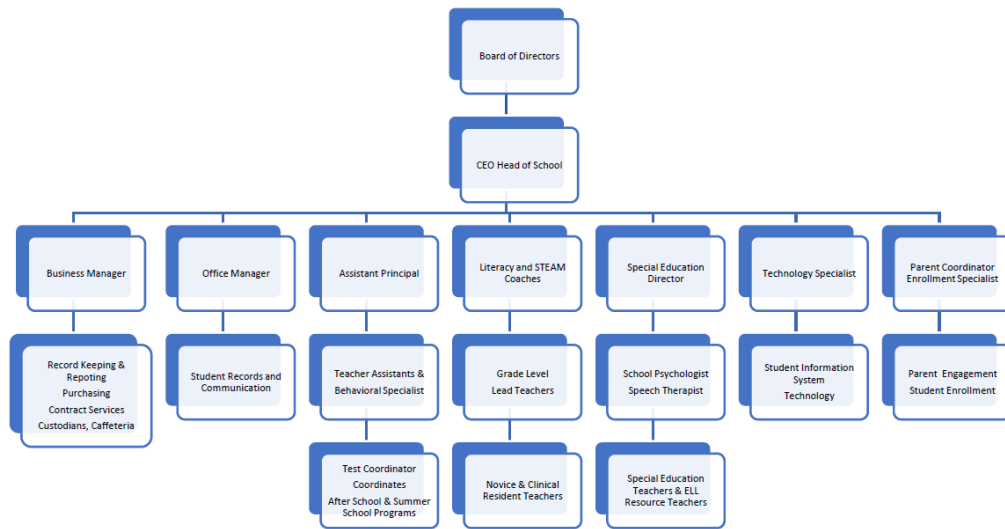 Board of Directors
CEO Head of School
Business Manager
Office Manager
Assistant Principal
Literacy and STEAM
Coaches
Special Education
Director
Technology Specialist
Parent Coordinator
Enrollment Specialist
Record Keeping &
Repoting
Purchasing
Contract Services
Custodians, Caffeteria
Student Records and
Communication
Teacher Assistants &
Behavioral Specialist
Grade Level
Lead Teachers
School Psychologist
Speech Therapist
Student Information
System
Technology
Parent Engagement
Student Enrollment
Test Coordinator
Coordinates
After School & Summer
School Programs
Novice & Clinical
Resident Teachers
Special Education
Teachers & ELL
Resource Teachers